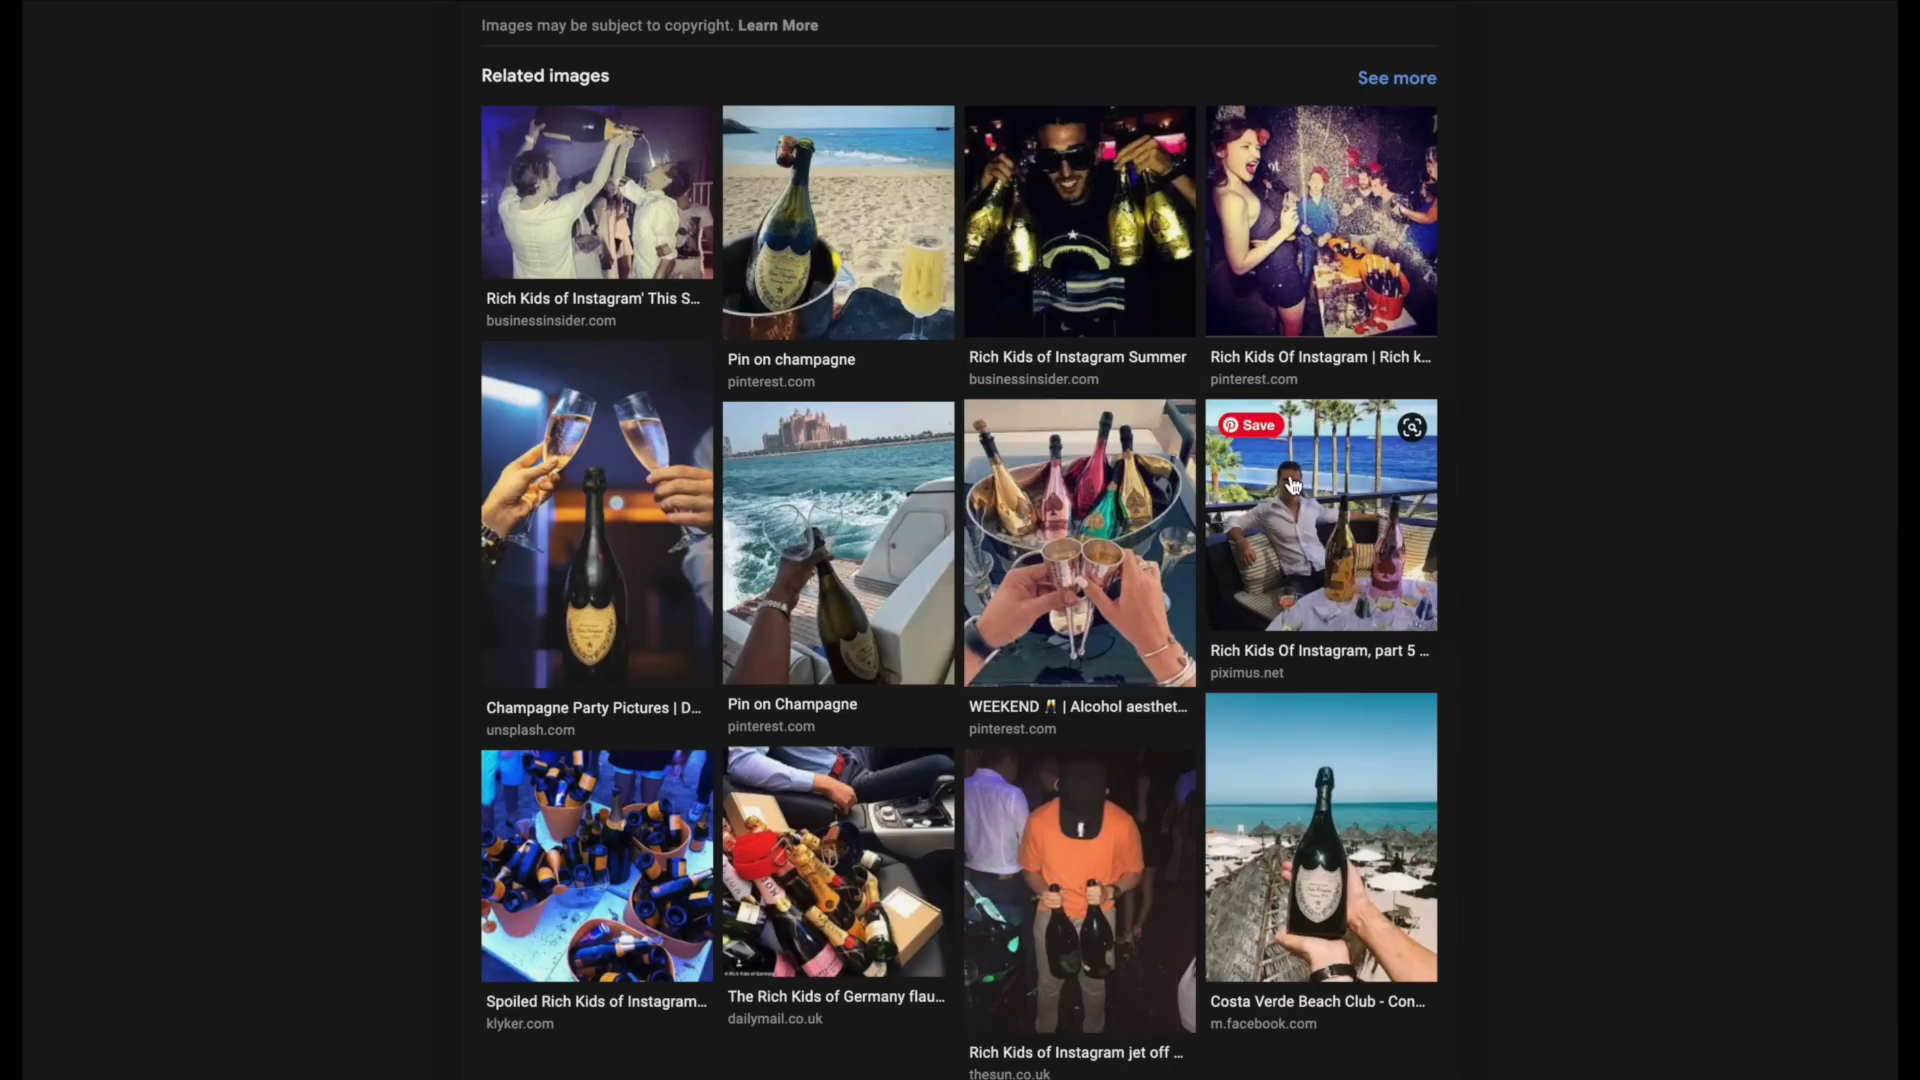 Images may be subject to copyright. Learn More
Related images
See more
Rich Kids of Instagram' This S...
businessinsider.com
Pin on champagne
pinterest.com
Rich Kids of Instagram Summer
businessinsider.com
Rich Kids Of Instagram | Rich k...
pinterest.com
Save
Champagne Party Pictures | D...
unsplash.com
Pin on Champagne
pinterest.com
WEEKEND 🥂 | Alcohol aesthet...
pinterest.com
Rich Kids Of Instagram, part 5 ...
piximus.net
Spoiled Rich Kids of Instagram...
klyker.com
The Rich Kids of Germany flau...
dailymail.co.uk
Rich Kids of Instagram jet off ...
thesun.co.uk
Costa Verde Beach Club - Con...
m.facebook.com